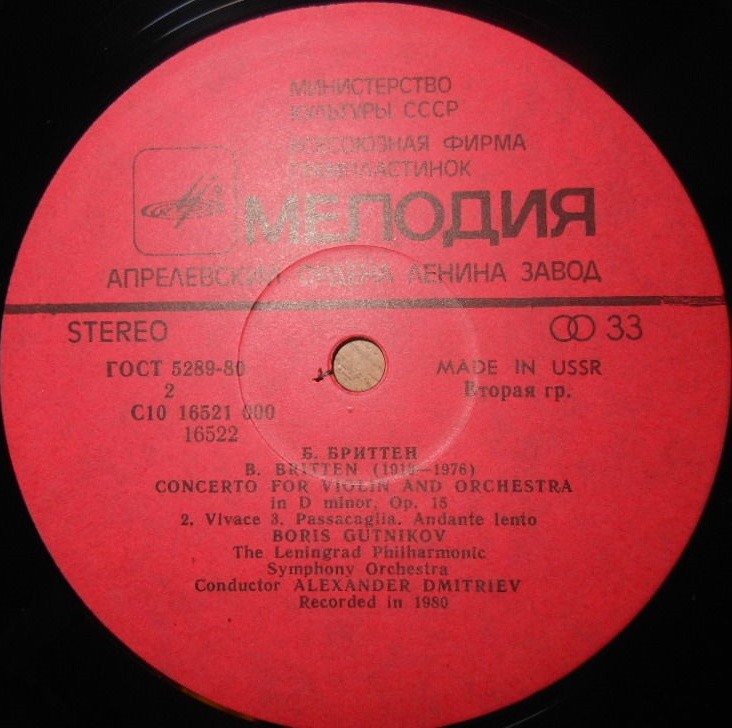 МИНИСТЕРСТВО
КУЛЬТУРЫ СССР
ВСЕСОЮЗНАЯ ФИРМА
ГРАМПЛАСТИНОК
МЕЛОДИЯ
АПРЕЛЕВСКИЙ ОРДЕНА ЛЕНИНА ЗАВОД
STEREO
33
ГОСТ 5289-80
MADE IN USSR
2
Вторая гр.
С10 16521 000
16522
Б. БРИТТЕН
B. BRITTEN (1913—1976)
CONCERTO FOR VIOLIN AND ORCHESTRA
in D minor, Op. 15
2. Vivace 3. Passacaglia. Andante lento
BORIS GUTNIKOV
The Leningrad Philharmonic
Symphony Orchestra
Conductor ALEXANDER DMITRIEV
Recorded in 1980